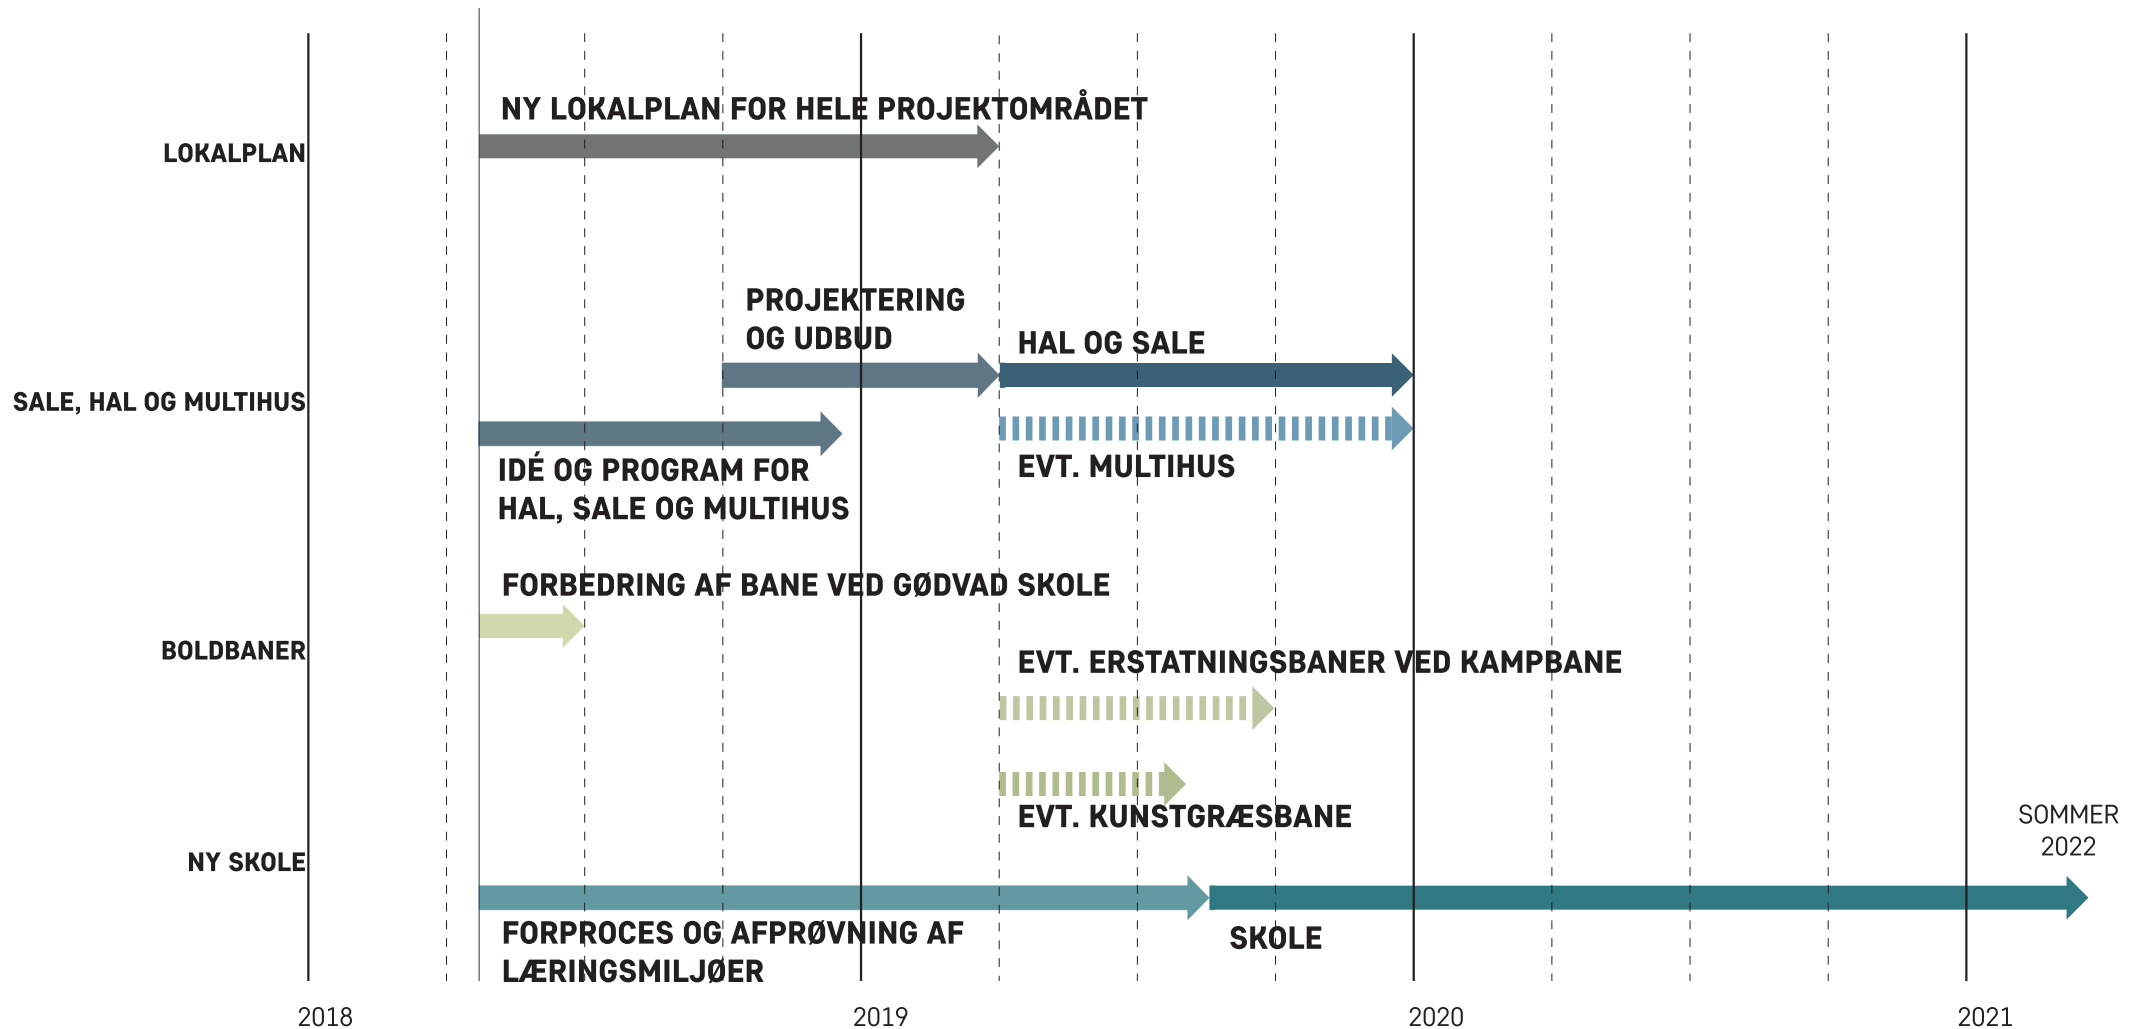 NY LOKALPLAN FOR HELE PROJEKTOMRÅDET
LOKALPLAN
PROJEKTERING
OG UDBUD
HAL OG SALE
SALE, HAL OG MULTIHUS
EVT. MULTIHUS
IDÉ OG PROGRAM FOR
HAL, SALE OG MULTIHUS
FORBEDRING AF BANE VED GØDVAD SKOLE
BOLDBANER
EVT. ERSTATNINGSBANER VED KAMPBANE
EVT. KUNSTGRÆSBANE
SOMMER
2022
NY SKOLE
FORPROCES OG AFPRØVNING AF
LÆRINGSMILJØER
SKOLE
2018
2019
2020
2021